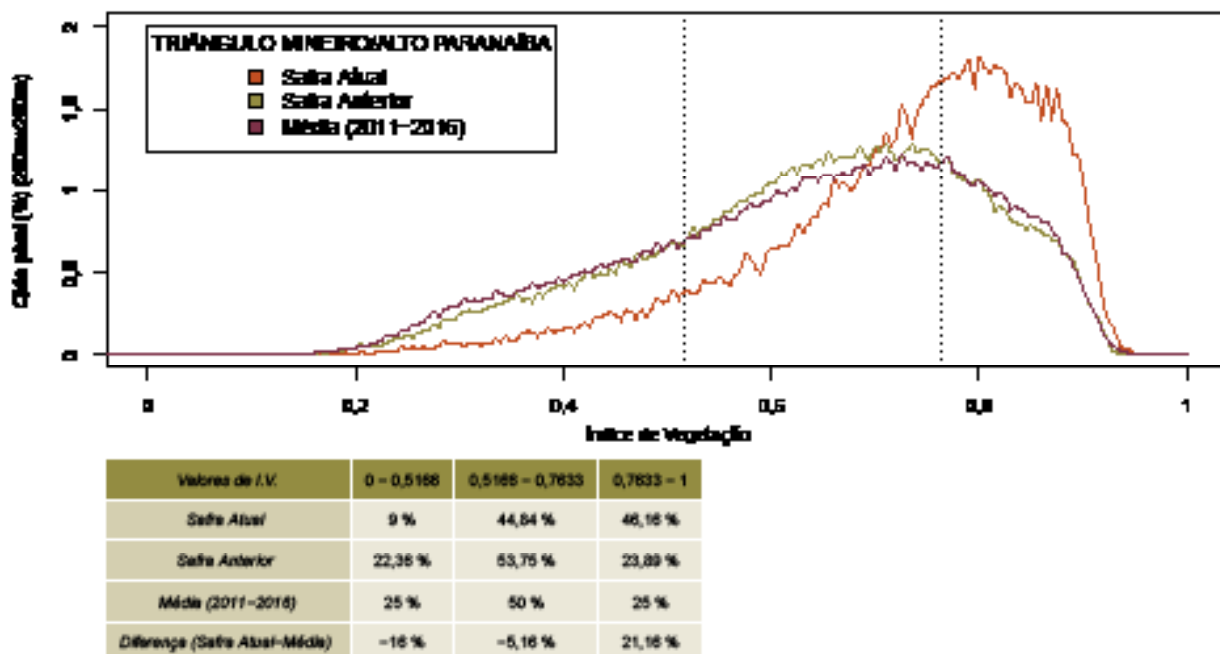 TRIÂNGULO MINEIRO/ALTO PARANAÍBA
Safra Atual
Safra Anterior
Média (2011-2016)
Qtde pixel (%) (250mx250m)
0
0,5
1
1,5
2
0
0,2
0,4
0,6
0,8
1
Índice de Vegetação
Valores de I.V. 0 - 0,5166 0,5166 - 0,7633 0,7633 - 1
Safra Atual 9 % 44,84 % 46,16 %
Safra Anterior 22,36 % 53,75 % 23,89 %
Média (2011-2016) 25 % 50 % 25 %
Diferença (Safra Atual-Média) -16 % -5,16 % 21,16 %